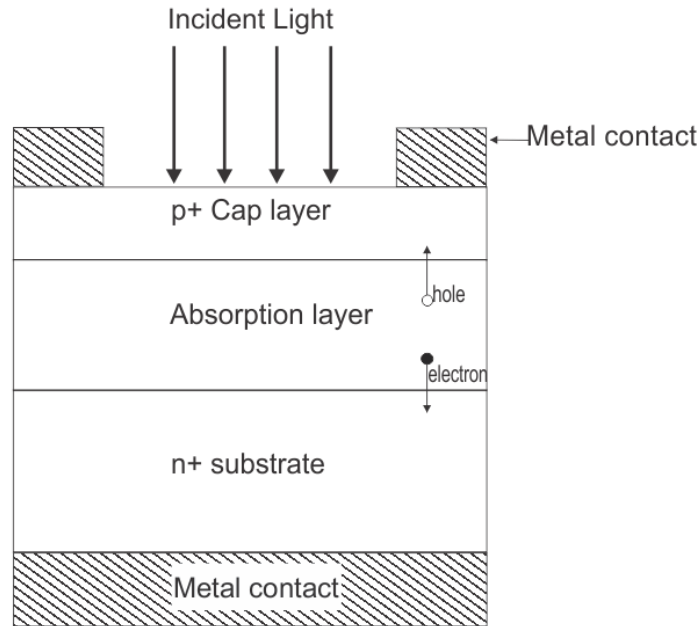 Incident Light
Metal contact
p+ Cap layer
hole
Absorption layer
electron
n+ substrate
Metal contact